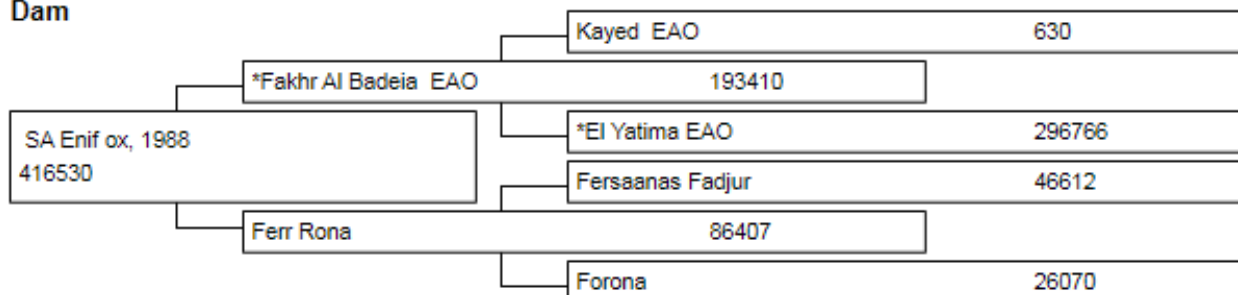 Dam
Kayed EAO 630
*Fakhr Al Badeia EAO 193410
*El Yatima EAO 296766
SA Enif ox, 1988
416530
Fersaanas Fadjur 46612
Ferr Rona 86407
Forona 26070